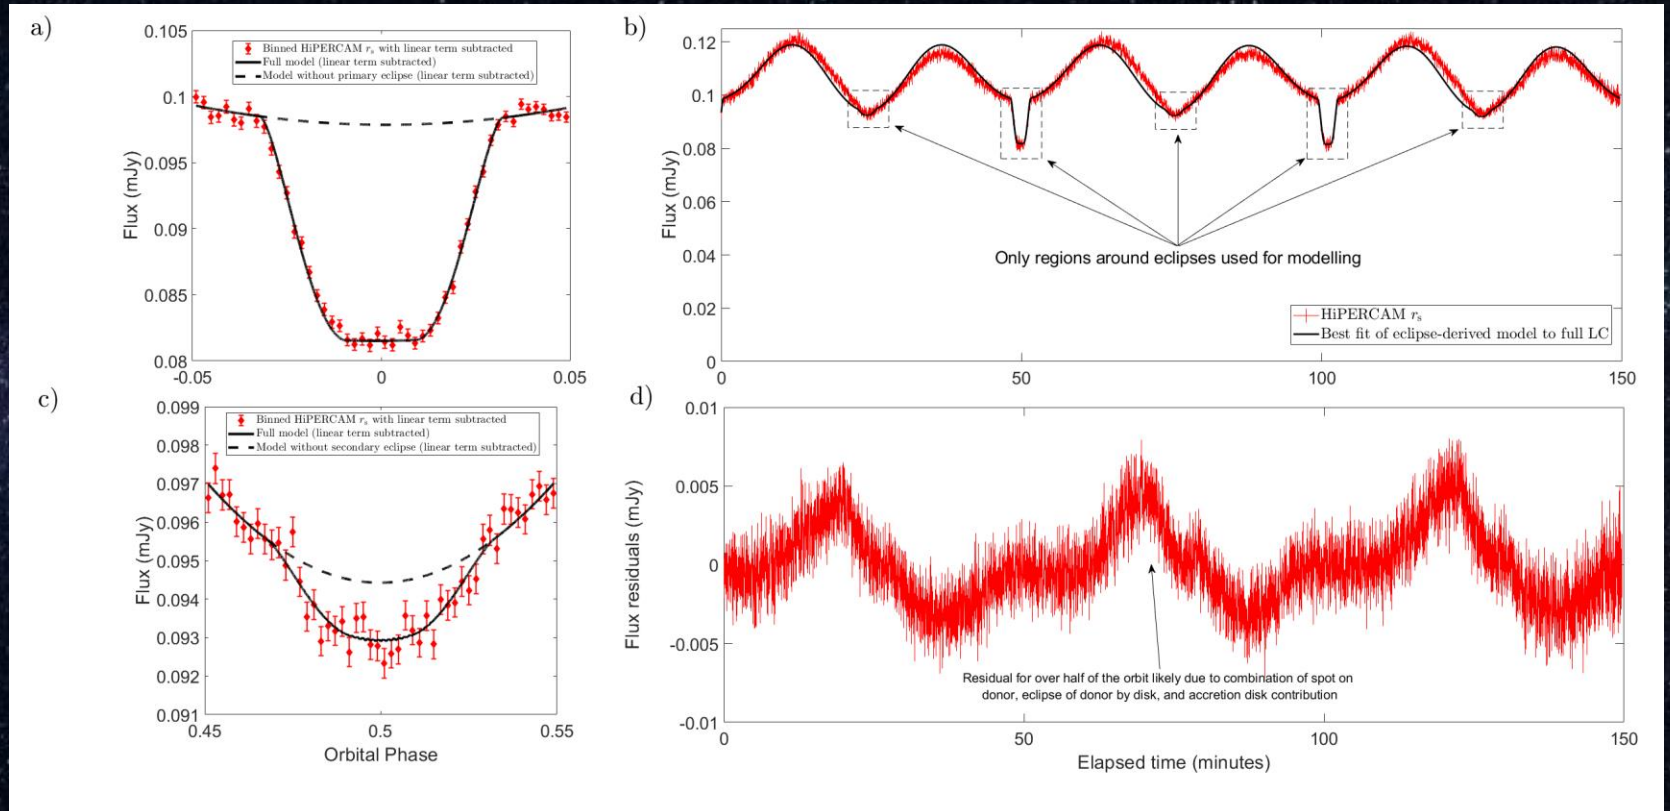 a)
0.105
0.1
0.095
0.09
0.085
0.08
Flux (mJy)
Binned HiPERCAM rs with linear term subtracted
Full model (linear term subtracted)
Model without primary eclipse (linear term subtracted)
-0.05
0
0.05
b)
0.12
0.1
0.08
0.06
0.04
0.02
0
Flux (mJy)
Only regions around eclipses used for modelling
HiPERCAM rs
Best fit of eclipse-derived model to full LC
0
50
100
150
c)
0.099
0.098
0.097
0.096
0.095
0.094
0.093
0.092
0.091
Flux (mJy)
Binned HiPERCAM rs with linear term subtracted
Full model (linear term subtracted)
Model without secondary eclipse (linear term subtracted)
0.45
0.5
0.55
Orbital Phase
d)
0.01
0.005
0
-0.005
-0.01
Flux residuals (mJy)
Residual for over half of the orbit likely due to combination of spot on
donor, eclipse of donor by disk, and accretion disk contribution
0
50
100
150
Elapsed time (minutes)